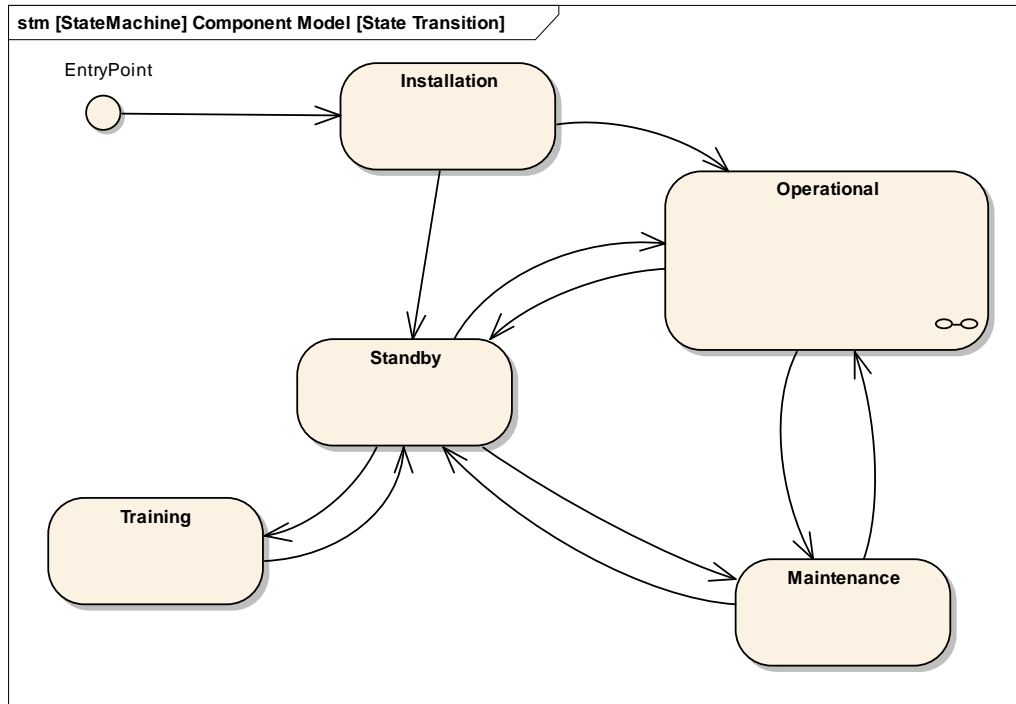 stm [StateMachine] Component Model [State Transition]
EntryPoint
Installation
Operational
Standby
Training
Maintenance